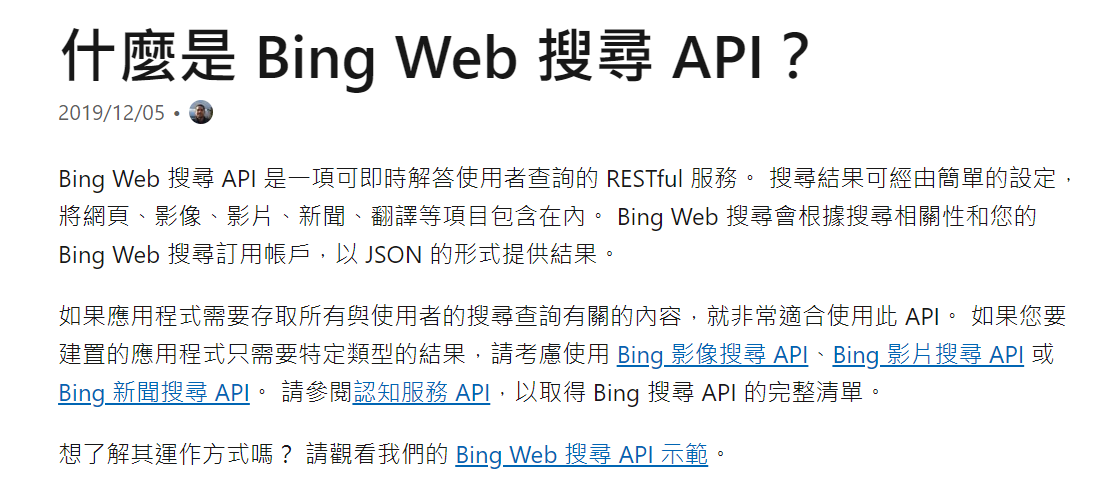 什麼是 Bing Web 搜尋 API？
2019/12/05 •
Bing Web 搜尋 API 是一項可即時解答使用者查詢的 RESTful 服務。 搜尋結果可經由簡單的設定，
將網頁、影像、影片、新聞、翻譯等項目包含在內。 Bing Web 搜尋會根據搜尋相關性和您的
Bing Web 搜尋訂用帳戶，以 JSON 的形式提供結果。
如果應用程式需要存取所有與使用者的搜尋查詢有關的內容，就非常適合使用此 API。 如果您要
建置的應用程式只需要特定類型的結果，請考慮使用 Bing 影像搜尋 API、Bing 影片搜尋 API 或
Bing 新聞搜尋 API。 請參閱認知服務 API，以取得 Bing 搜尋 API 的完整清單。
想了解其運作方式嗎？ 請觀看我們的 Bing Web 搜尋 API 示範。